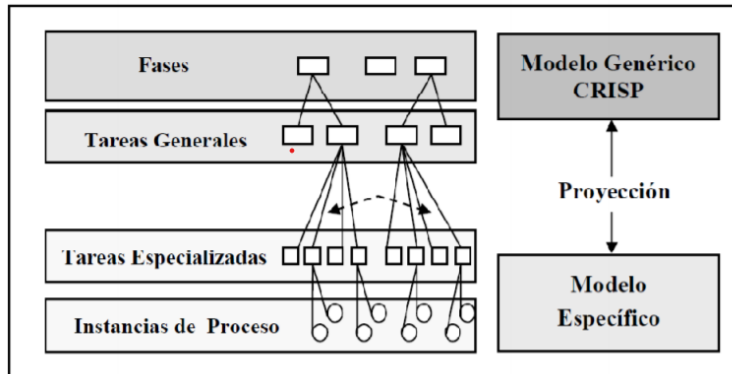 Fases
Tareas Generales
Tareas Especializadas
Instancias de Proceso
Modelo Genérico
CRISP
Proyección
Modelo
Específico